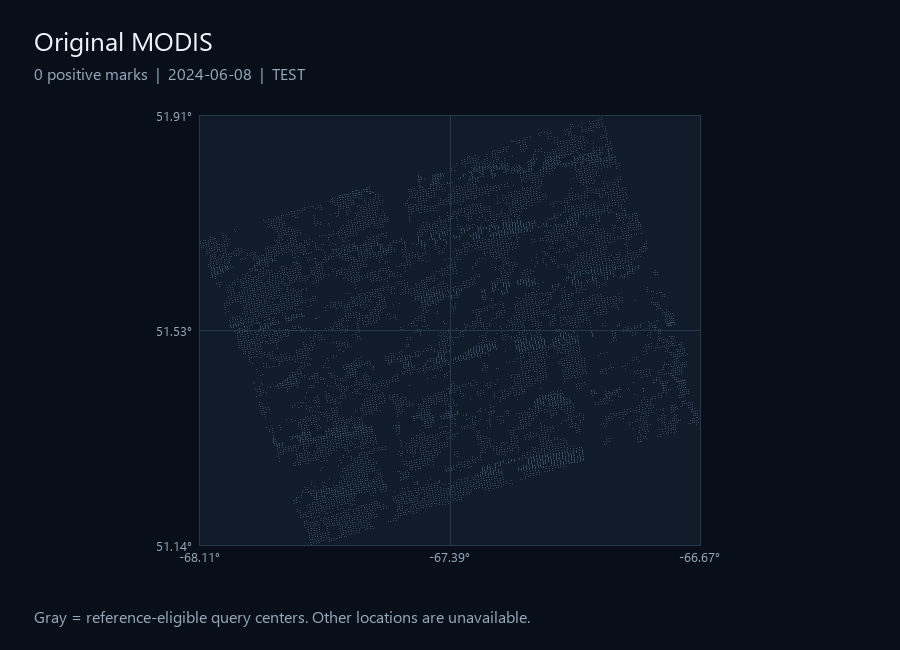 Original MODIS
0 positive marks | 2024-06-08 | TEST
51.91°
51.53°
51.14°
-68.11° -67.39° -66.67°
Gray = reference-eligible query centers. Other locations are unavailable.